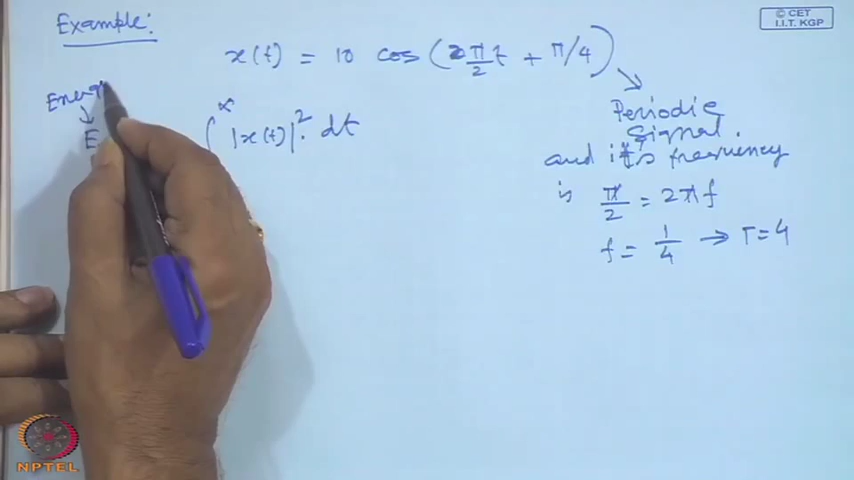 Example:
© CET
I.I.T. KGP
x(t) = 10 cos (2π/2 t + π/4)
Energy
E
∫ |x(t)|². dt
Periodic
Signal.
and it's frequency
is π/2 = 2πf
f = 1/4 → T=4
NPTEL